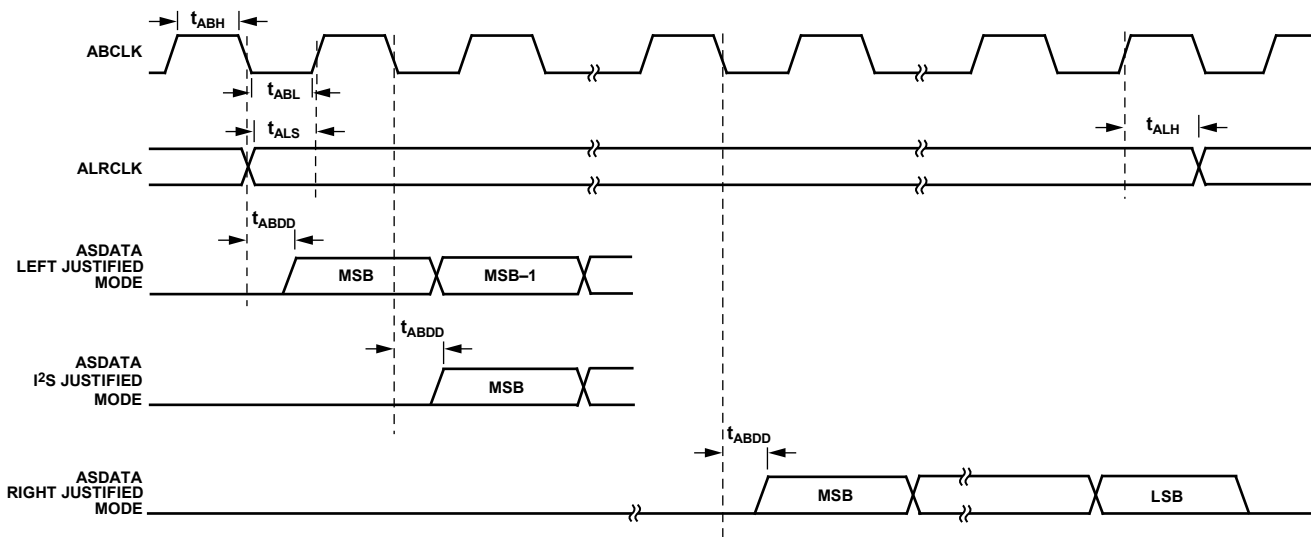 tABH
ABCLK
tABL
tALS
tALH
ALRCLK
tABDD
ASDATA
LEFT JUSTIFIED
MODE
MSB
MSB–1
tABDD
ASDATA
I²S JUSTIFIED
MODE
MSB
tABDD
ASDATA
RIGHT JUSTIFIED
MODE
MSB
LSB